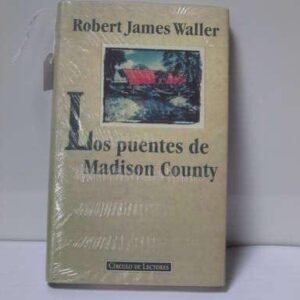 Robert James Waller
Los puentes de
Madison County
CÍRCULO DE LECTORES